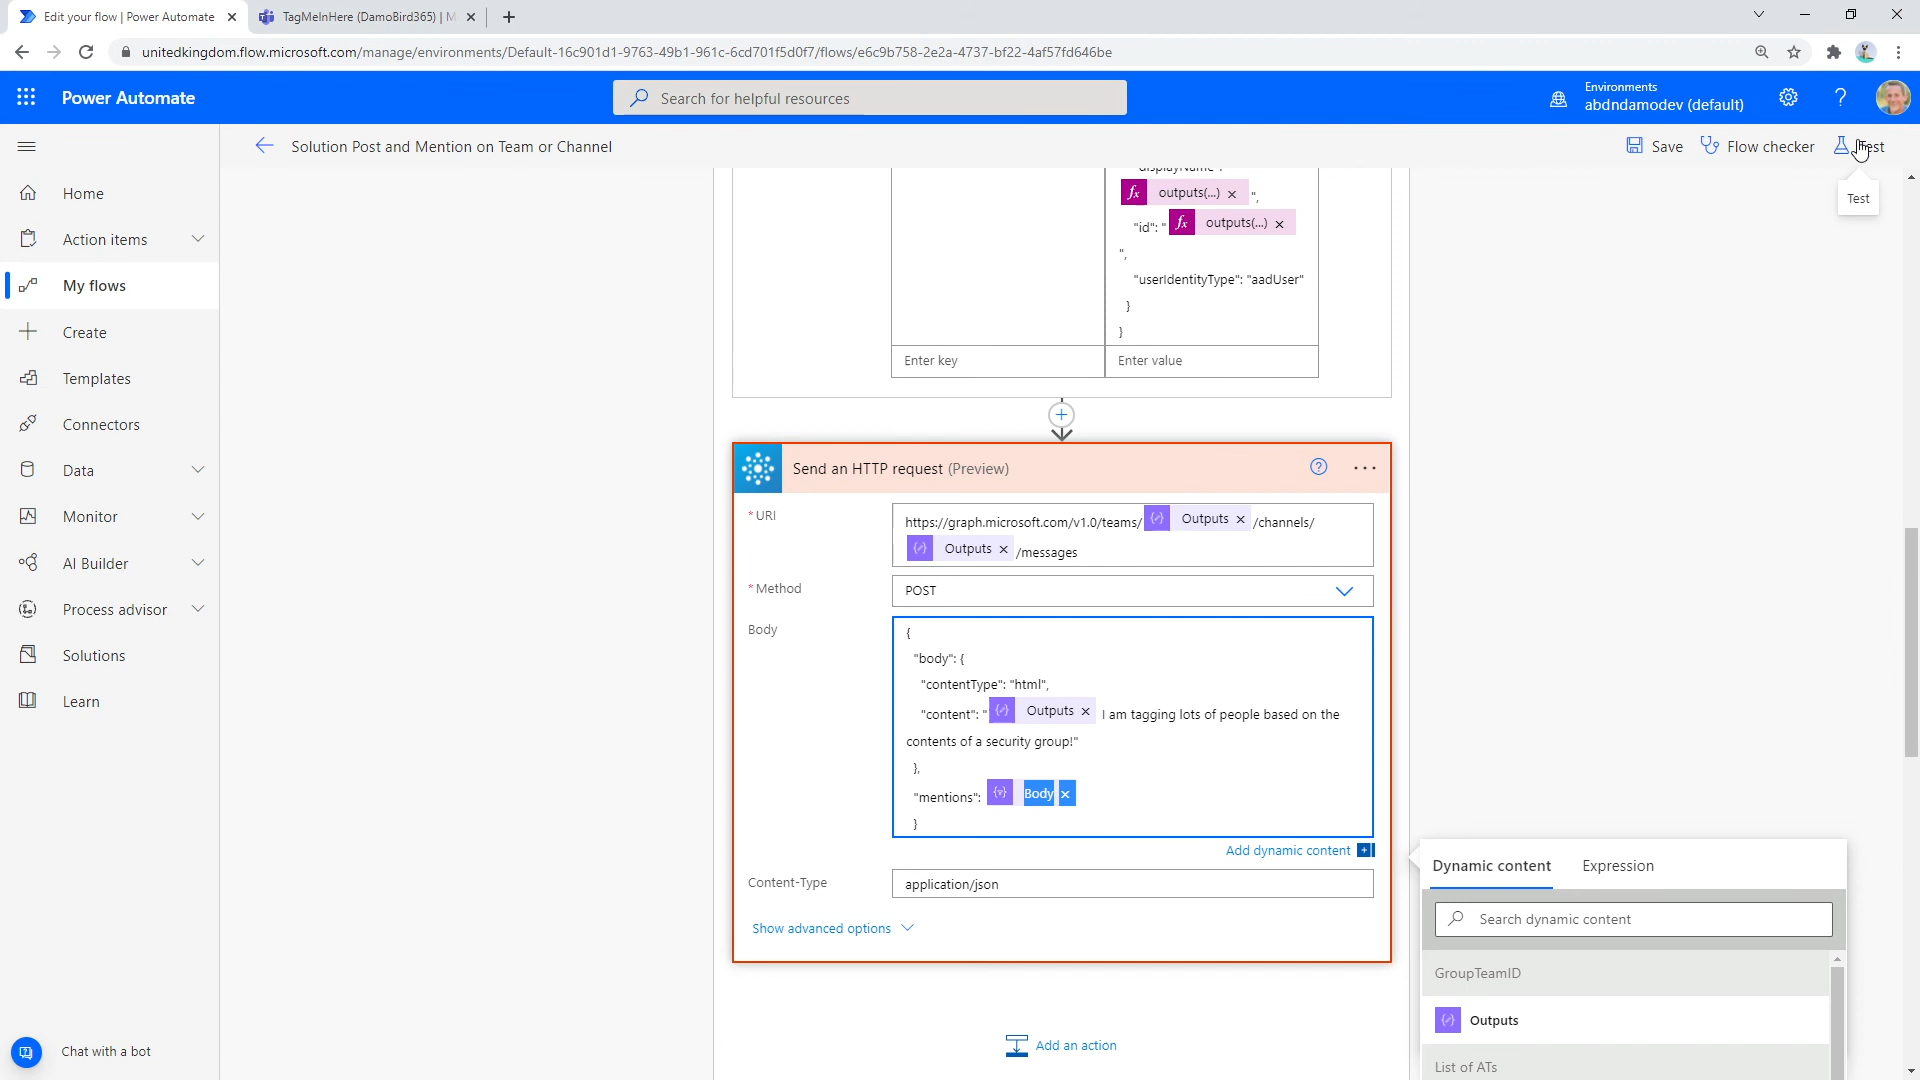 Edit your flow | Power Automate
TagMeInHere (DamoBird365) | M
unitedkingdom.flow.microsoft.com/manage/environments/Default-16c901d1-9763-49b1-961c-6cd701f5d0f7/flows/e6c9b758-2e2a-4737-bf22-4af57fd646be
Power Automate
Search for helpful resources
Environments
abdndamodev (default)
Solution Post and Mention on Team or Channel
Save
Flow checker
Test
Test
Home
Action items
My flows
Create
Templates
Connectors
Data
Monitor
AI Builder
Process advisor
Solutions
Learn
Chat with a bot
"displayName":
fx outputs(...) × ",
"id": " fx outputs(...) ×
",
"userIdentityType": "aadUser"
}
}
Enter key
Enter value
Send an HTTP request (Preview)
* URI
https://graph.microsoft.com/v1.0/teams/ Outputs × /channels/
Outputs × /messages
* Method
POST
Body
{
"body": {
"contentType": "html",
"content": " Outputs × I am tagging lots of people based on the
contents of a security group!"
},
"mentions": Body ×
}
Add dynamic content
Content-Type
application/json
Show advanced options
Add an action
Dynamic content
Expression
Search dynamic content
GroupTeamID
Outputs
List of ATs